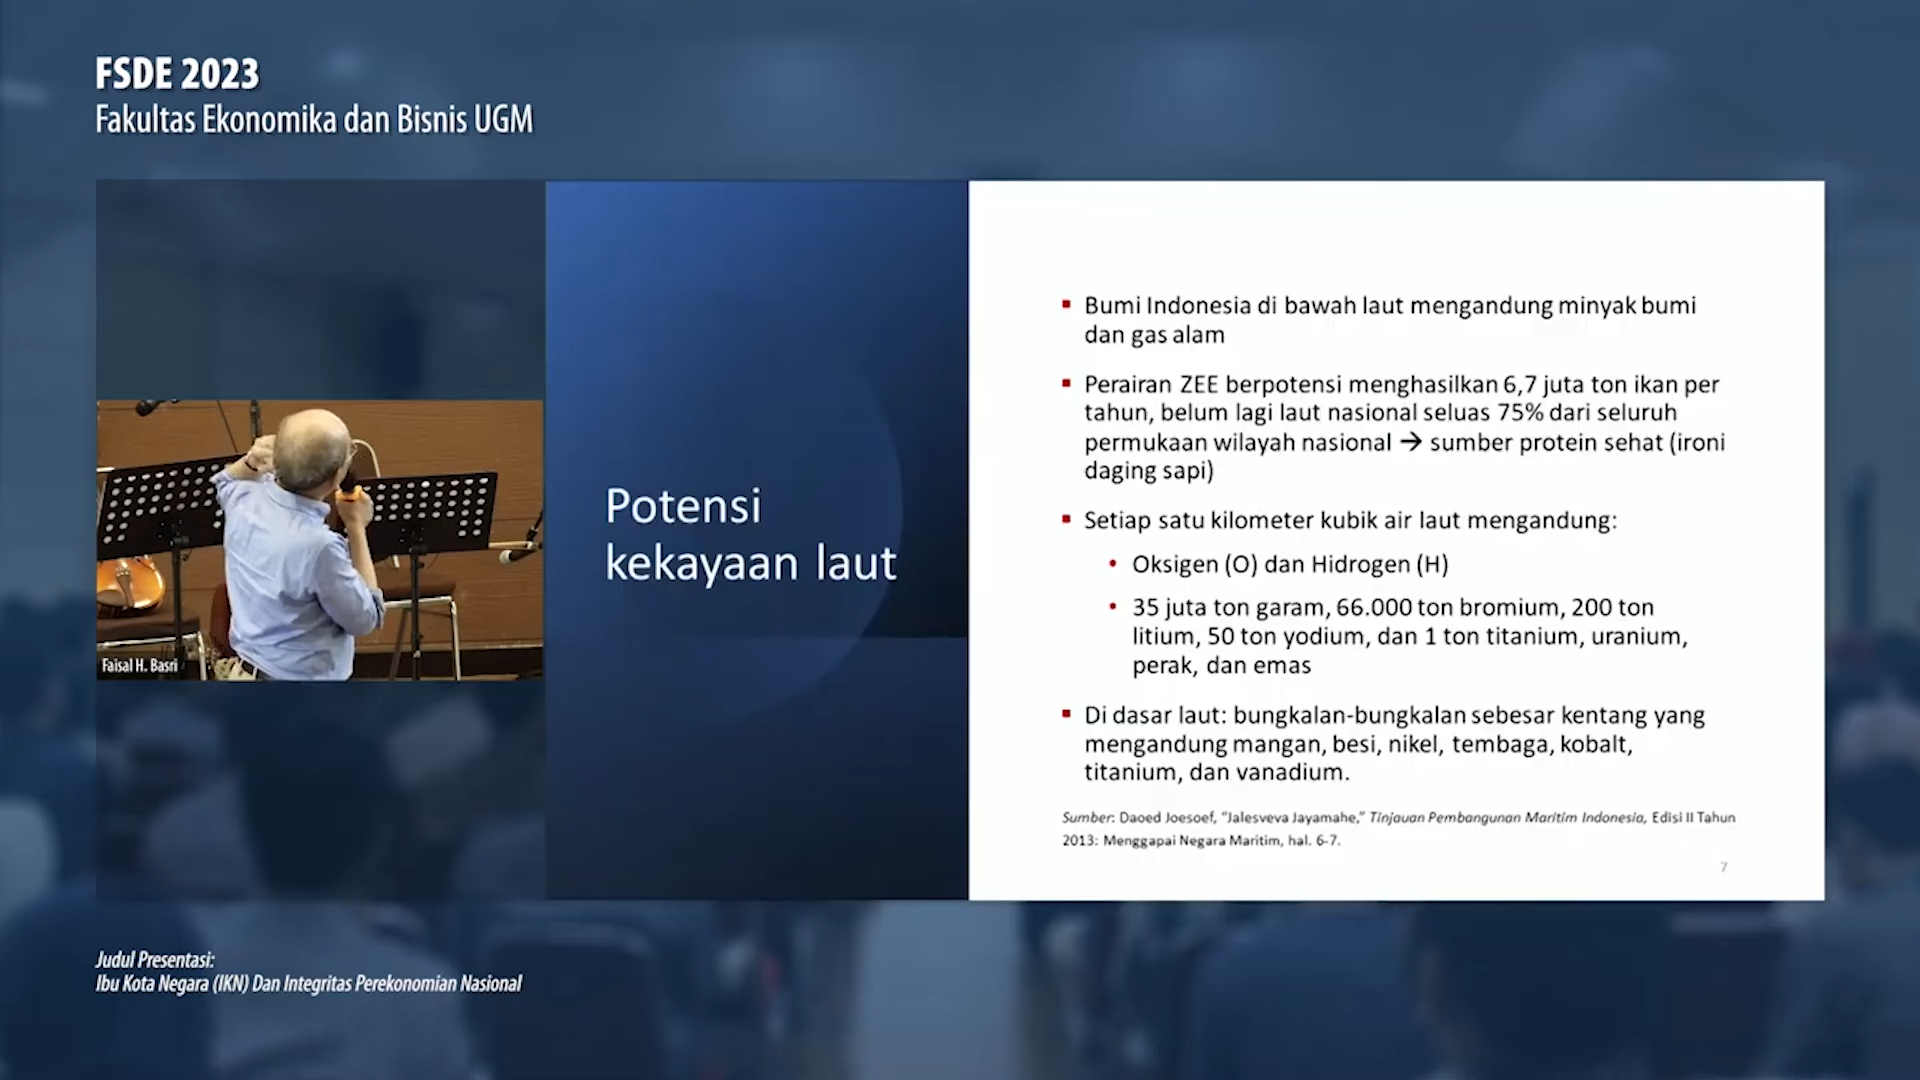 FSDE 2023
Fakultas Ekonomika dan Bisnis UGM
Faisal H. Basri
Potensi
kekayaan laut
▪ Bumi Indonesia di bawah laut mengandung minyak bumi
dan gas alam
▪ Perairan ZEE berpotensi menghasilkan 6,7 juta ton ikan per
tahun, belum lagi laut nasional seluas 75% dari seluruh
permukaan wilayah nasional → sumber protein sehat (ironi
daging sapi)
▪ Setiap satu kilometer kubik air laut mengandung:
• Oksigen (O) dan Hidrogen (H)
• 35 juta ton garam, 66.000 ton bromium, 200 ton
litium, 50 ton yodium, dan 1 ton titanium, uranium,
perak, dan emas
▪ Di dasar laut: bungkalan-bungkalan sebesar kentang yang
mengandung mangan, besi, nikel, tembaga, kobalt,
titanium, dan vanadium.
Sumber: Daoed Joesoef, “Jalesveva Jayamahe,” Tinjauan Pembangunan Maritim Indonesia, Edisi II Tahun
2013: Menggapai Negara Maritim, hal. 6-7.
7
Judul Presentasi:
Ibu Kota Negara (IKN) Dan Integritas Perekonomian Nasional